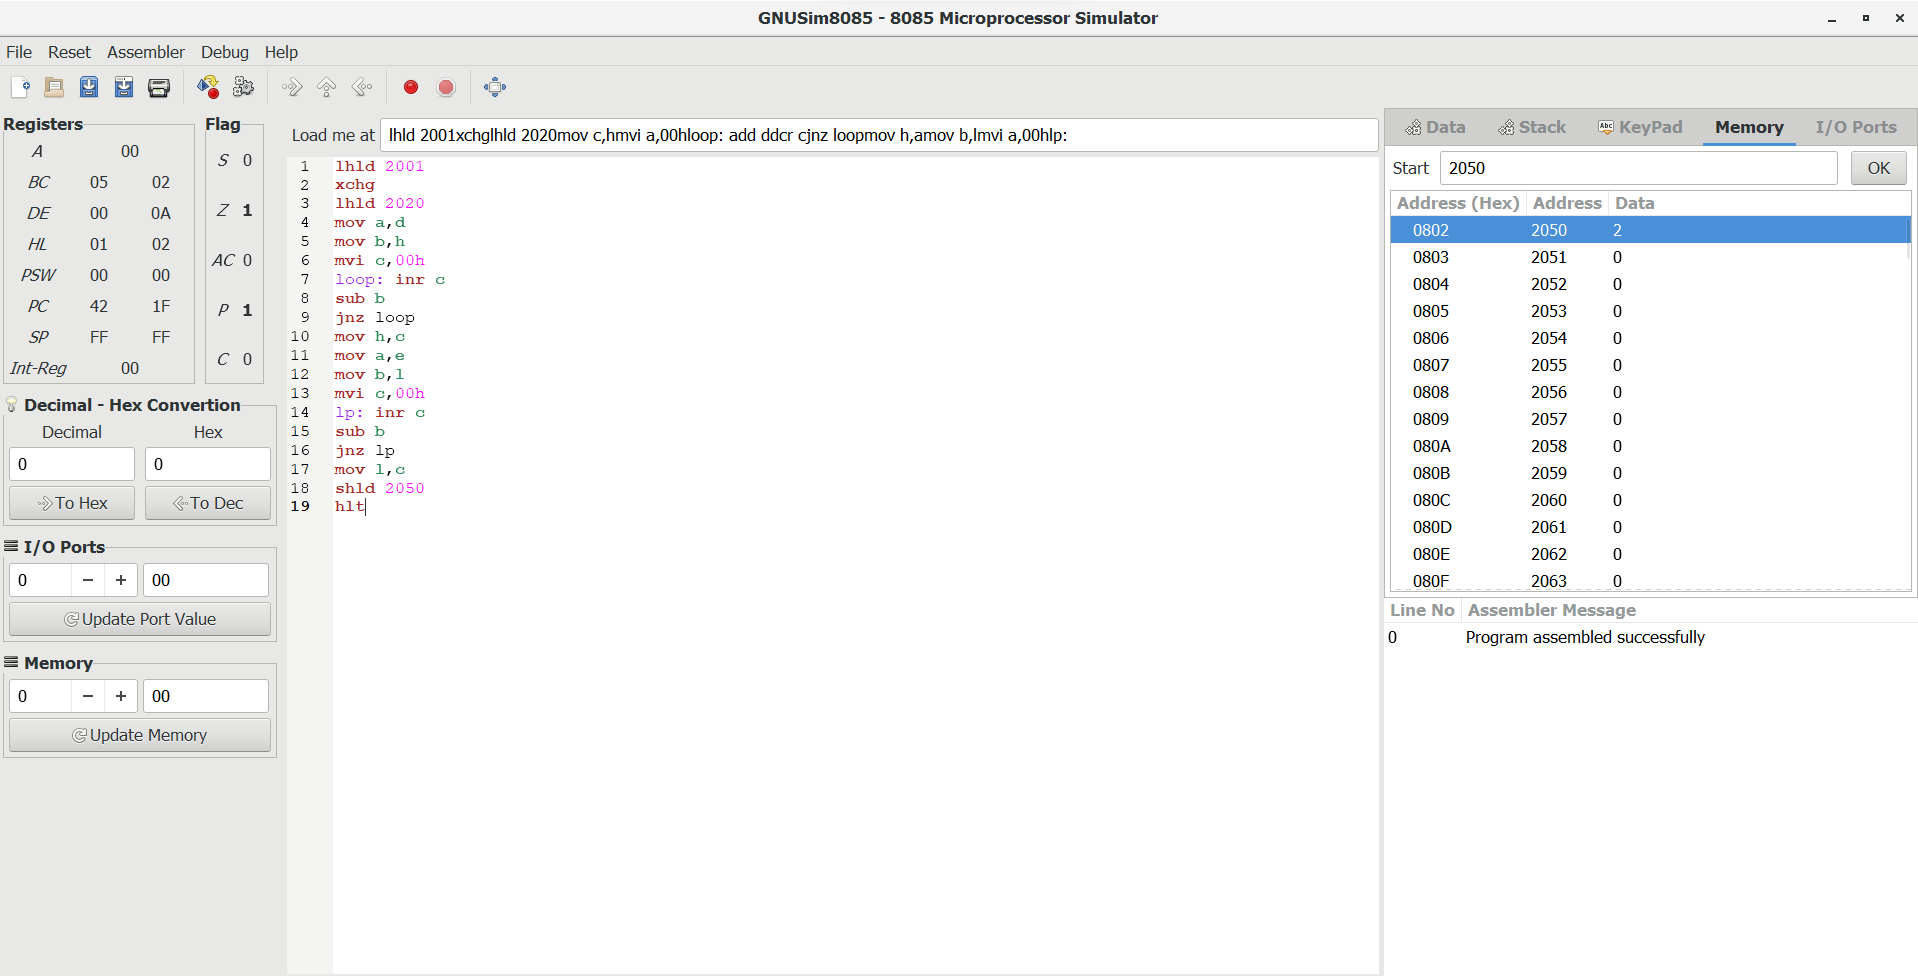 GNUSim8085 - 8085 Microprocessor Simulator
File Reset Assembler Debug Help
Registers
A 00
BC 05 02
DE 00 0A
HL 01 02
PSW 00 00
PC 42 1F
SP FF FF
Int-Reg 00
Flag
S 0
Z 1
AC 0
P 1
C 0
Decimal - Hex Convertion
Decimal Hex
0 0
To Hex To Dec
I/O Ports
0 − + 00
Update Port Value
Memory
0 − + 00
Update Memory
Load me at lhld 2001xchglhld 2020mov c,hmvi a,00hloop: add ddcr cjnz loopmov h,amov b,lmvi a,00hlp:
1 lhld 2001
2 xchg
3 lhld 2020
4 mov a,d
5 mov b,h
6 mvi c,00h
7 loop: inr c
8 sub b
9 jnz loop
10 mov h,c
11 mov a,e
12 mov b,l
13 mvi c,00h
14 lp: inr c
15 sub b
16 jnz lp
17 mov l,c
18 shld 2050
19 hlt
Data Stack Abc KeyPad Memory I/O Ports
Start 2050 OK
Address (Hex) Address Data
0802 2050 2
0803 2051 0
0804 2052 0
0805 2053 0
0806 2054 0
0807 2055 0
0808 2056 0
0809 2057 0
080A 2058 0
080B 2059 0
080C 2060 0
080D 2061 0
080E 2062 0
080F 2063 0
Line No Assembler Message
0 Program assembled successfully